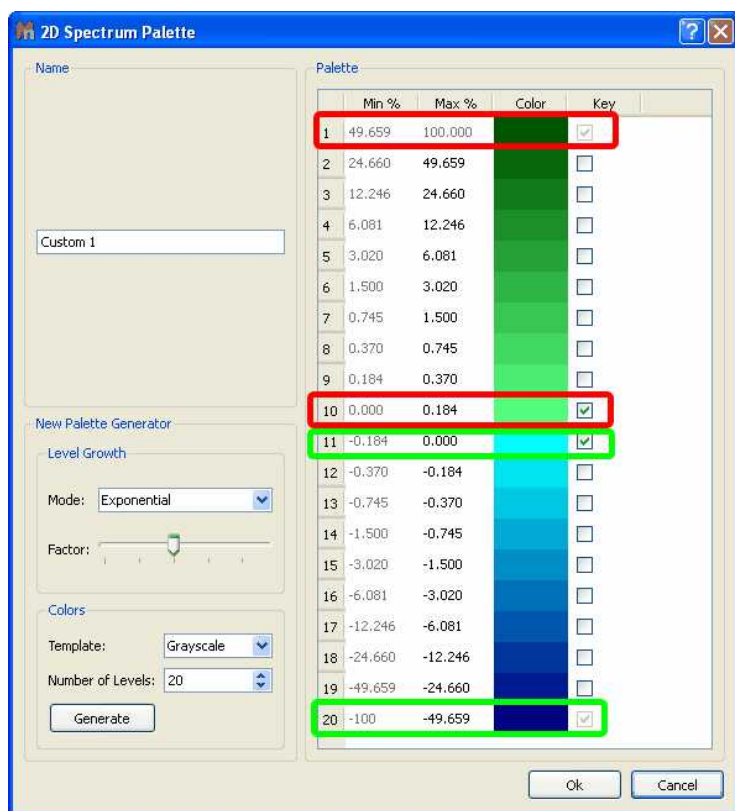 2D Spectrum Palette
Name
Custom 1
New Palette Generator
Level Growth
Mode: Exponential
Factor:
Colors
Template: Grayscale
Number of Levels: 20
Generate
Palette
Min % Max % Color Key
1 49.659 100.000
2 24.660 49.659
3 12.246 24.660
4 6.081 12.246
5 3.020 6.081
6 1.500 3.020
7 0.745 1.500
8 0.370 0.745
9 0.184 0.370
10 0.000 0.184
11 -0.184 0.000
12 -0.370 -0.184
13 -0.745 -0.370
14 -1.500 -0.745
15 -3.020 -1.500
16 -6.081 -3.020
17 -12.246 -6.081
18 -24.660 -12.246
19 -49.659 -24.660
20 -100 -49.659
Ok Cancel